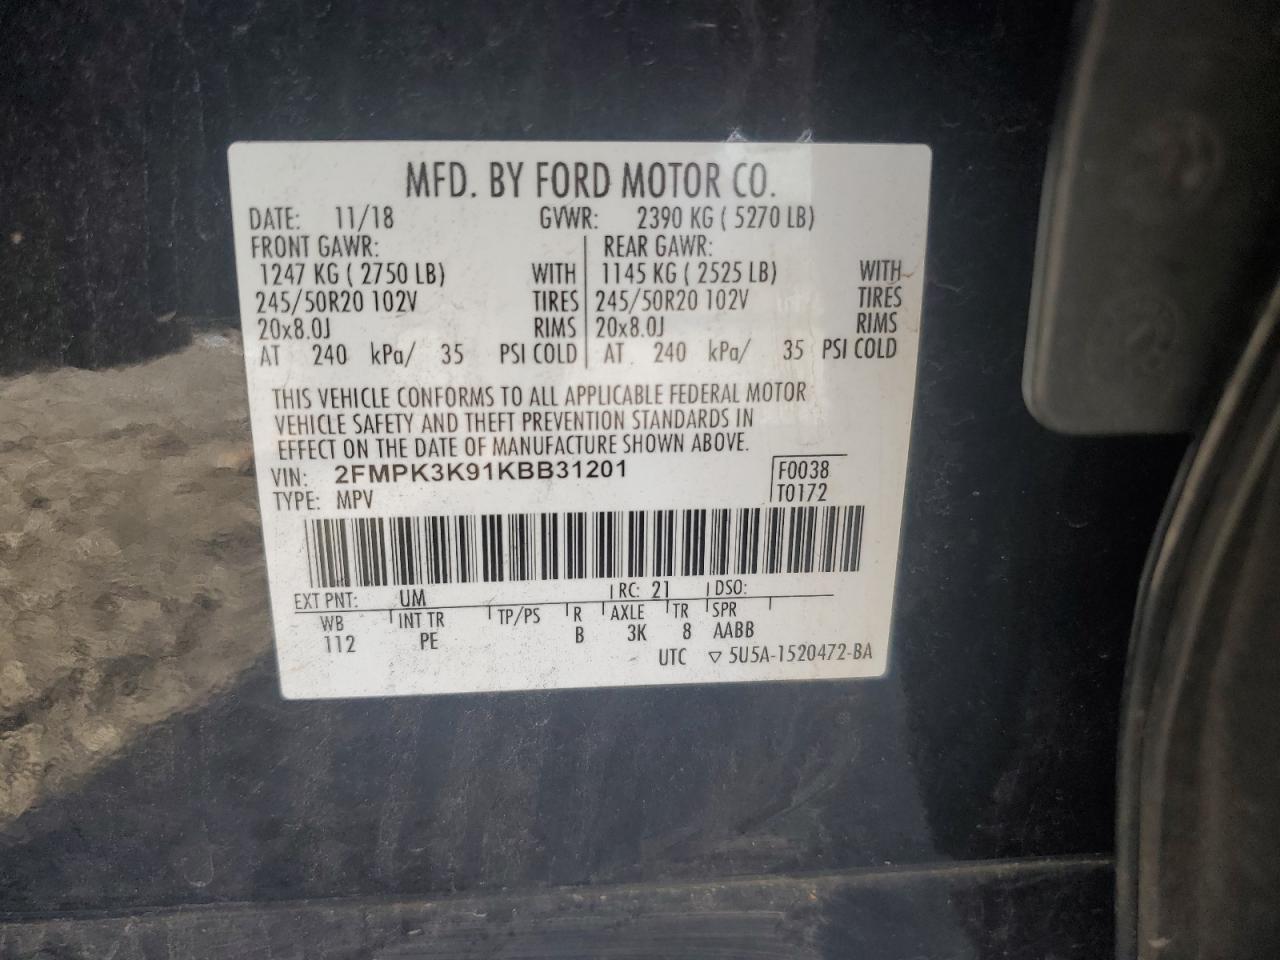 MFD. BY FORD MOTOR CO.
DATE: 11/18 GVWR: 2390 KG ( 5270 LB)
FRONT GAWR: REAR GAWR:
1247 KG ( 2750 LB) WITH 1145 KG ( 2525 LB) WITH
245/50R20 102V TIRES 245/50R20 102V TIRES
20x8.0J RIMS 20x8.0J RIMS
AT 240 kPa/ 35 PSI COLD AT 240 kPa/ 35 PSI COLD
THIS VEHICLE CONFORMS TO ALL APPLICABLE FEDERAL MOTOR
VEHICLE SAFETY AND THEFT PREVENTION STANDARDS IN
EFFECT ON THE DATE OF MANUFACTURE SHOWN ABOVE.
VIN: 2FMPK3K91KBB31201 F0038
TYPE: MPV T0172
EXT PNT: UM RC: 21 DSO:
WB INT TR TP/PS R AXLE TR SPR
112 PE B 3K 8 AABB
UTC ▽ 5U5A-1520472-BA